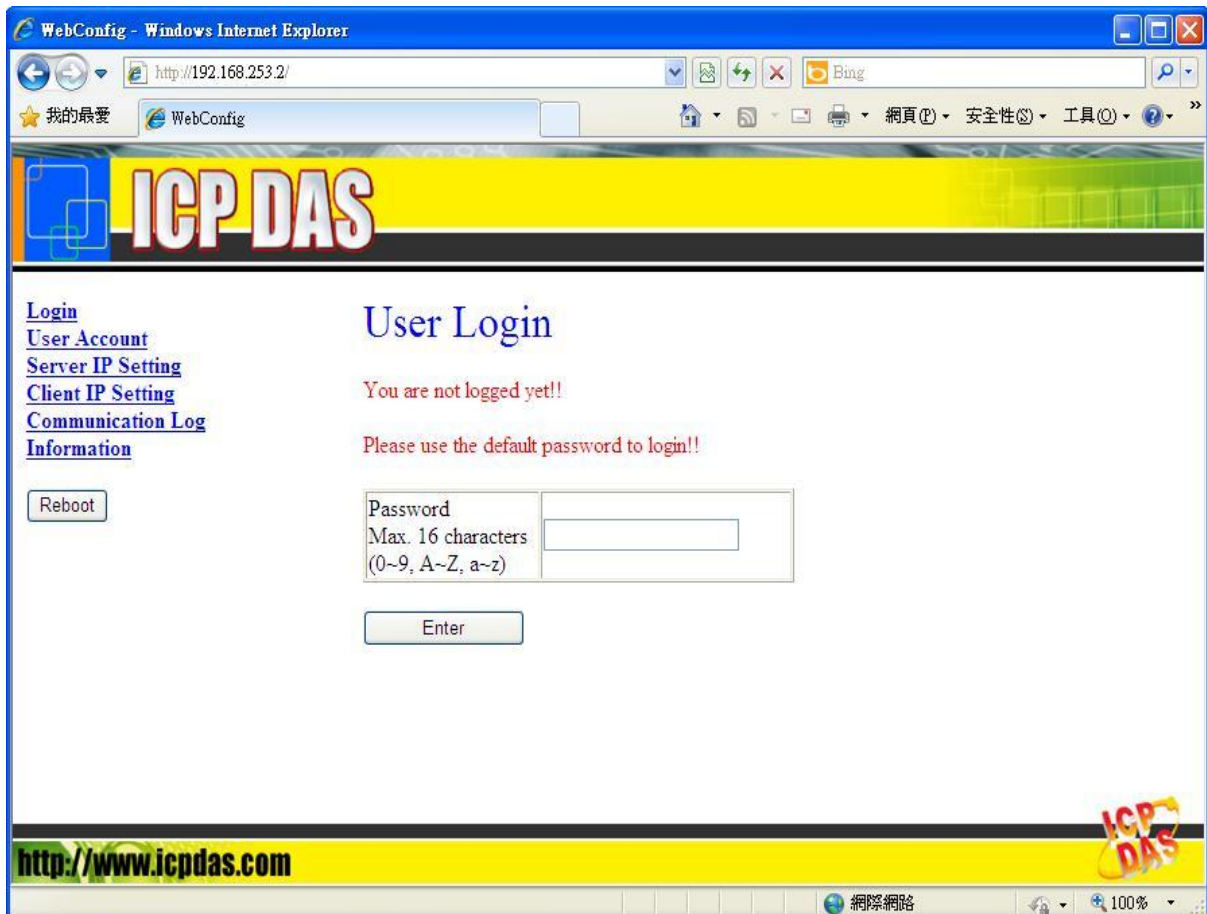 WebConfig - Windows Internet Explorer
http://192.168.253.2/
Bing
我的最愛
WebConfig
網頁(P)
安全性(S)
工具(O)
»
ICP DAS
Login
User Account
Server IP Setting
Client IP Setting
Communication Log
Information
Reboot
User Login
You are not logged yet!!
Please use the default password to login!!
Password
Max. 16 characters
(0~9, A~Z, a~z)
Enter
ICP DAS
http://www.icpdas.com
網際網路
100%